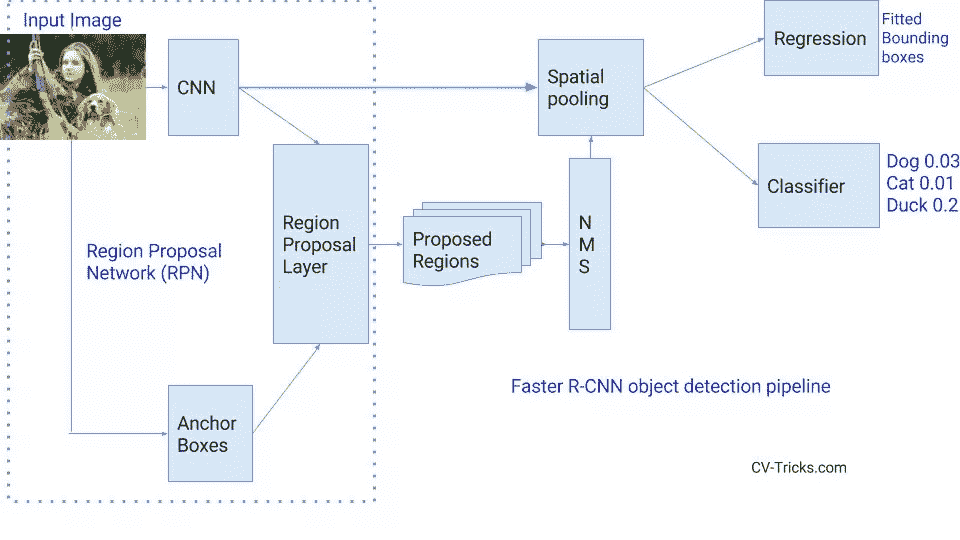 Input Image
CNN
Spatial
pooling
Regression
Fitted
Bounding
boxes
Classifier
Dog 0.03
Cat 0.01
Duck 0.2
Region
Proposal
Layer
Proposed
Regions
N
M
S
Region Proposal
Network (RPN)
Anchor
Boxes
Faster R-CNN object detection pipeline
CV-Tricks.com